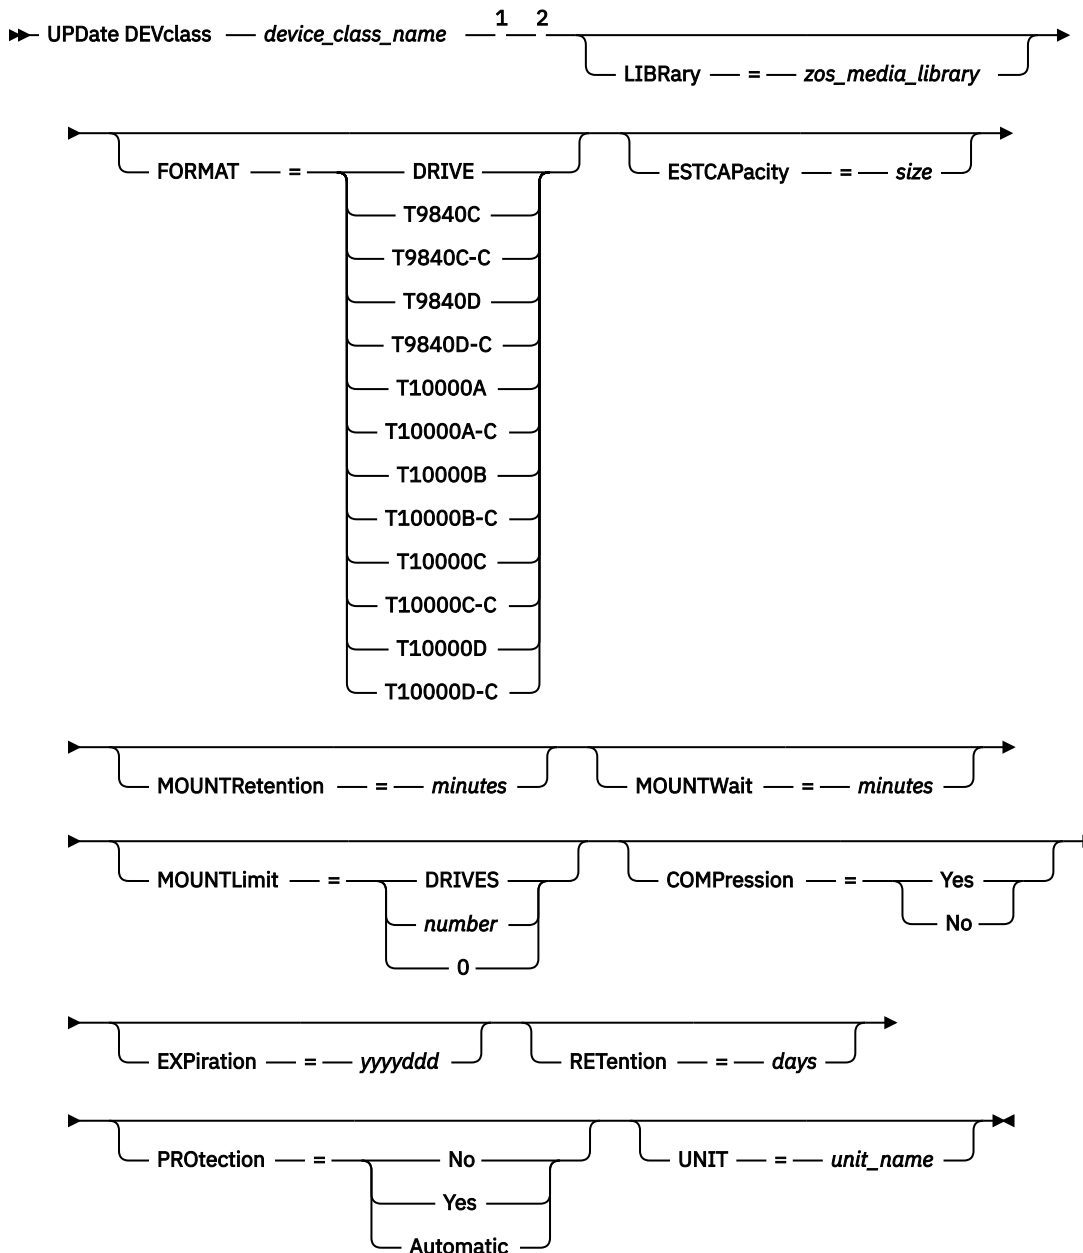 1 2
UPDate DEVclass device_class_name
LIBRary = zos_media_library
FORMAT = DRIVE
T9840C
T9840C-C
T9840D
T9840D-C
T10000A
T10000A-C
T10000B
T10000B-C
T10000C
T10000C-C
T10000D
T10000D-C
ESTCAPacity = size
MOUNTRetention = minutes
MOUNTWait = minutes
MOUNTLimit = DRIVES
number
0
COMPression = Yes
No
EXPiration = yyyyddd
RETention = days
PROtection = No
Yes
Automatic
UNIT = unit_name